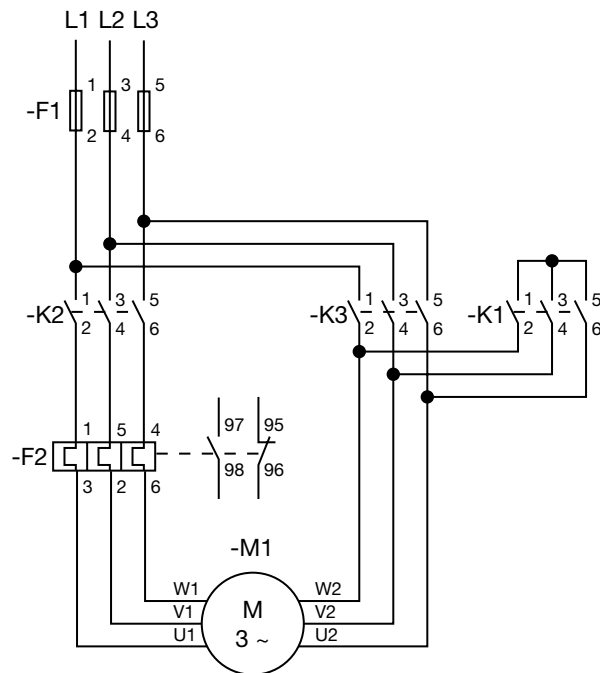 L1 L2 L3
1 3 5
-F1
2 4 6
1 3 5 1 3 5 1 3 5
-K2 -K3 -K1
2 4 6 2 4 6 2 4 6
97 95
1 5 4
-F2
98 96
3 2 6
-M1
W1 W2
V1 M V2
U1 3 ~ U2